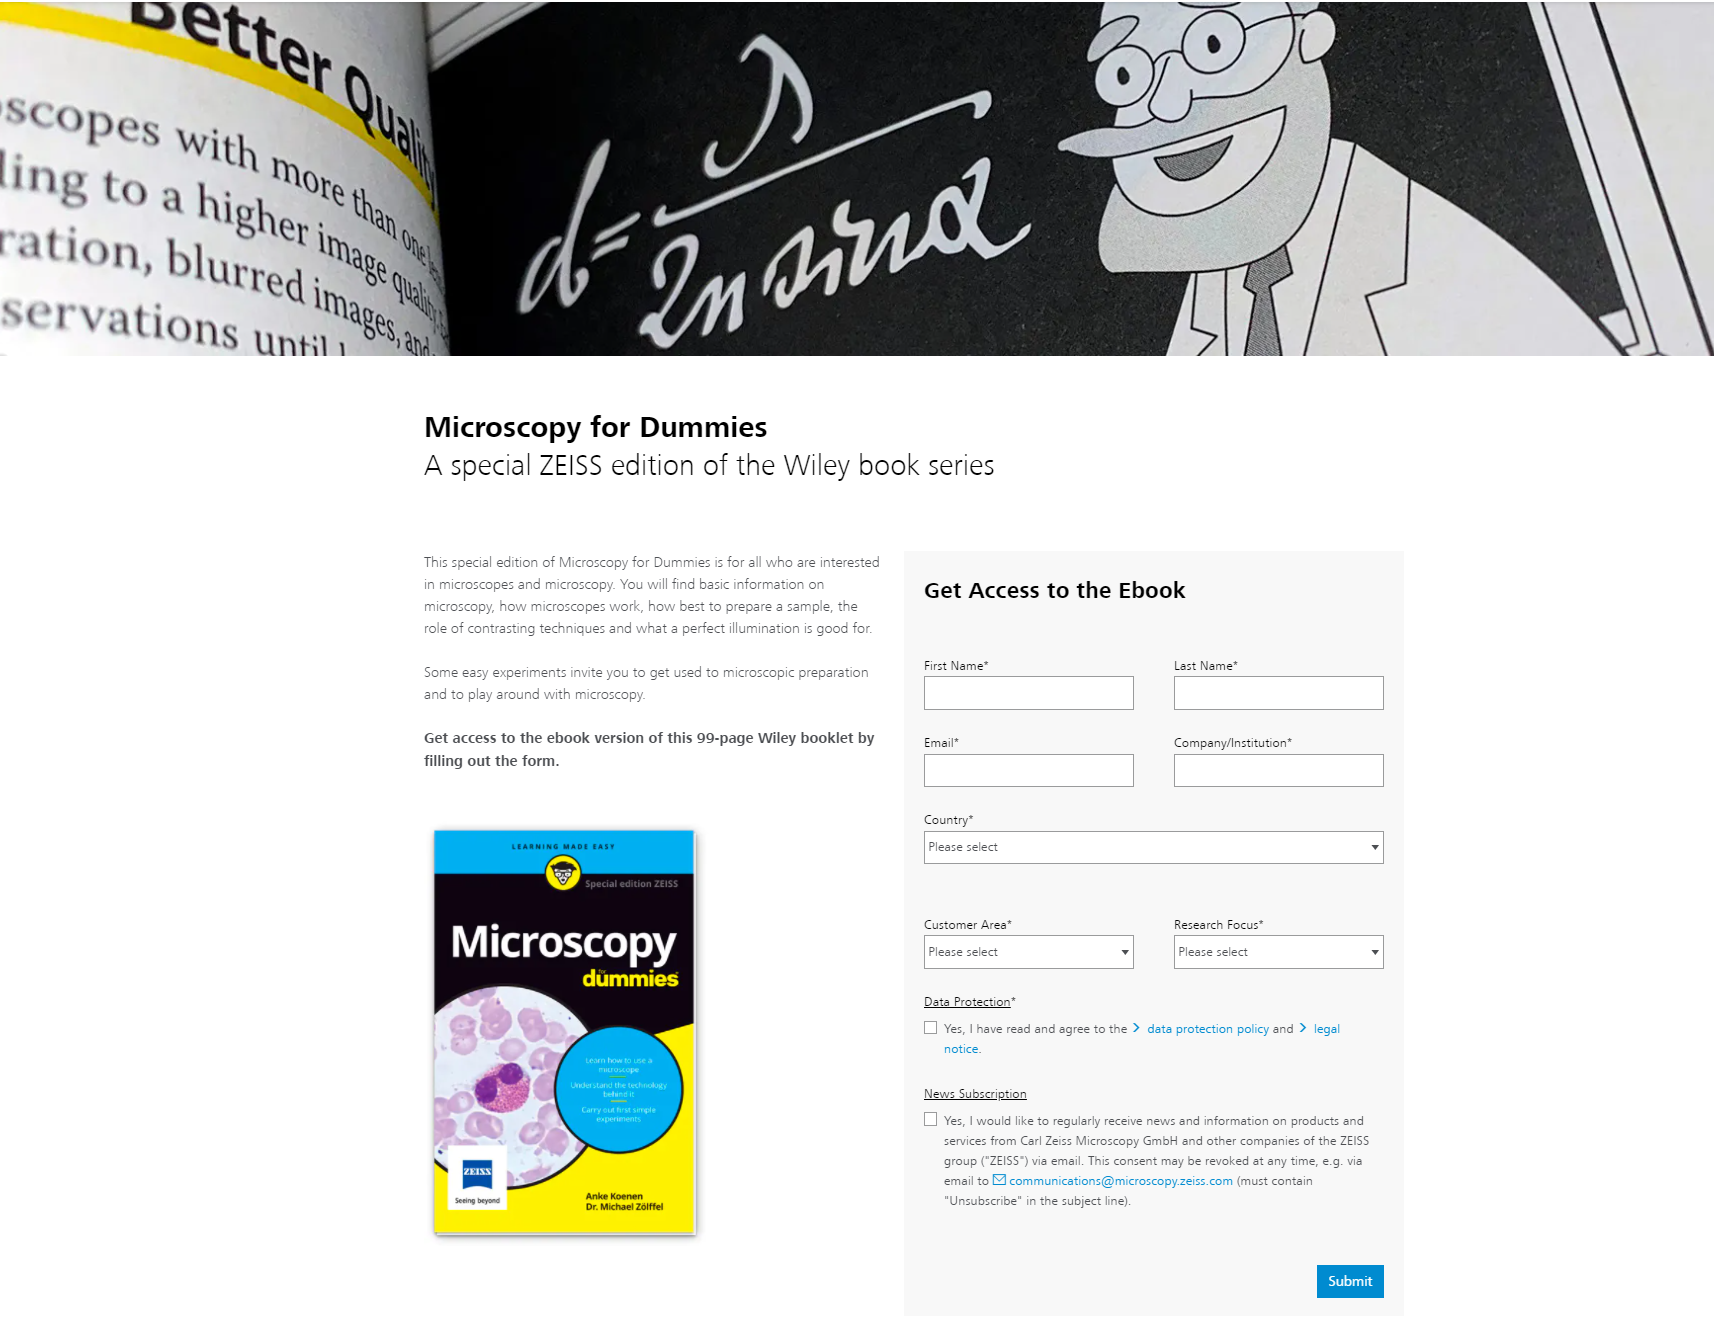 Better Quality
oscopes with more than one
ding to a higher image quality.
ration, blurred images, and
servations until
d=
2n sinα
Microscopy for Dummies
A special ZEISS edition of the Wiley book series
This special edition of Microscopy for Dummies is for all who are interested
in microscopes and microscopy. You will find basic information on
microscopy, how microscopes work, how best to prepare a sample, the
role of contrasting techniques and what a perfect illumination is good for.
Some easy experiments invite you to get used to microscopic preparation
and to play around with microscopy.
Get access to the ebook version of this 99-page Wiley booklet by
filling out the form.
LEARNING MADE EASY
Special edition ZEISS
Microscopy
for
dummies
Learn how to use a
microscope
Understand the technology
behind it
Carry out first simple
experiments
ZEISS
Seeing beyond
Anke Koenen
Dr. Michael Zölffel
Get Access to the Ebook
First Name* Last Name*
Email* Company/Institution*
Country*
Please select
Customer Area* Research Focus*
Please select Please select
Data Protection*
Yes, I have read and agree to the data protection policy and legal
notice.
News Subscription
Yes, I would like to regularly receive news and information on products and
services from Carl Zeiss Microscopy GmbH and other companies of the ZEISS
group ("ZEISS") via email. This consent may be revoked at any time, e.g. via
email to communications@microscopy.zeiss.com (must contain
"Unsubscribe" in the subject line).
Submit